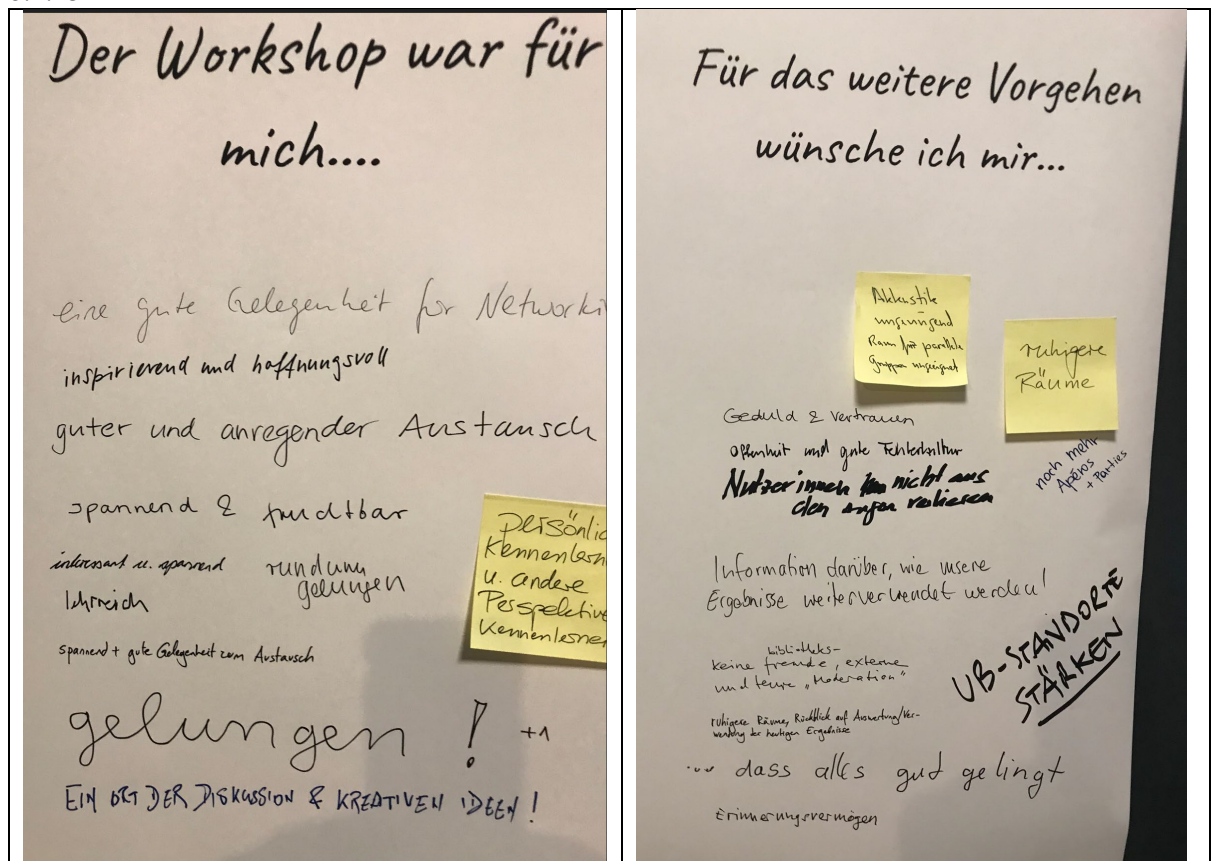 Der Workshop war für
mich....
eine gute Gelegenheit for Networki
inspirierend und hoffnungsvoll
guter und anregender Austausch
spannend & fruchtbar
interessant u. spannend
rundum
gelungen
lehrreich
persönlic
Kennenlern
u. andere
Perspektive
kennenlerne
spannend + gute Gelegenheit zum Austausch
gelungen ! +1
EIN ORT DER DISKUSSION & KREATIVEN IDEEN !
Für das weitere Vorgehen
wünsche ich mir...
Akkustik
ungenügend
Raum für parallele
Gruppen ungeeignet
ruhigere
Räume
Geduld & Vertrauen
Offenheit und gute Fehlerkultur
Nutzerinnen nicht aus
den augen verlieren
noch mehr
Apéros
+ Parties
Information darüber, wie unsere
Ergebnisse weiterverwendet werden!
UB-STANDORTE
STÄRKEN
bibliotheks-
keine fremde, externe
und teure „Moderation"
ruhigere Räume, Rückblick auf Auswertung/Ver-
wendung der heutigen Ergebnisse
... dass alles gut gelingt
Erinnerungsvermögen